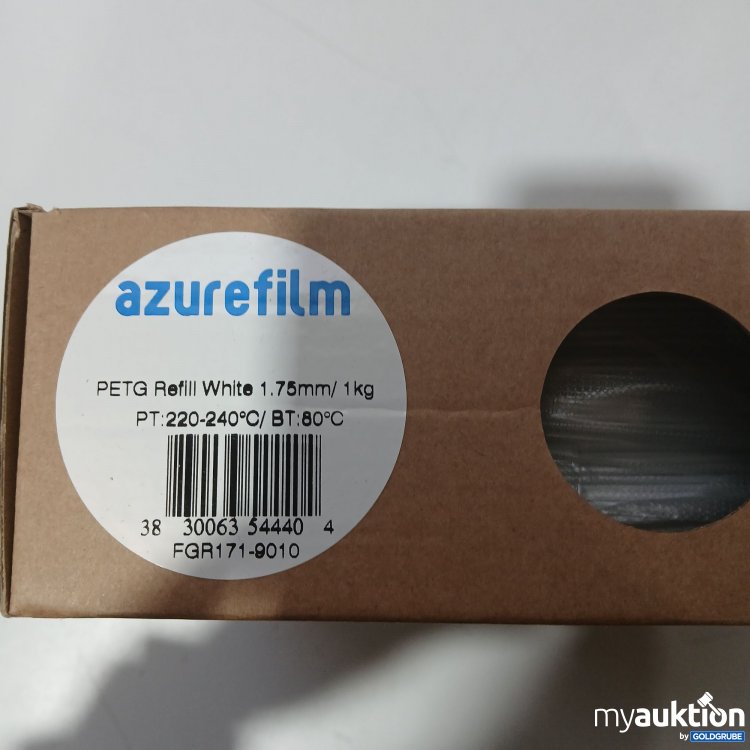 azurefilm
PETG Refill White 1.75mm/ 1kg
PT:220-240°C/ BT:80°C
38 30063 54440 4
FGR171-9010
myauktion
by GOLDGRUBE